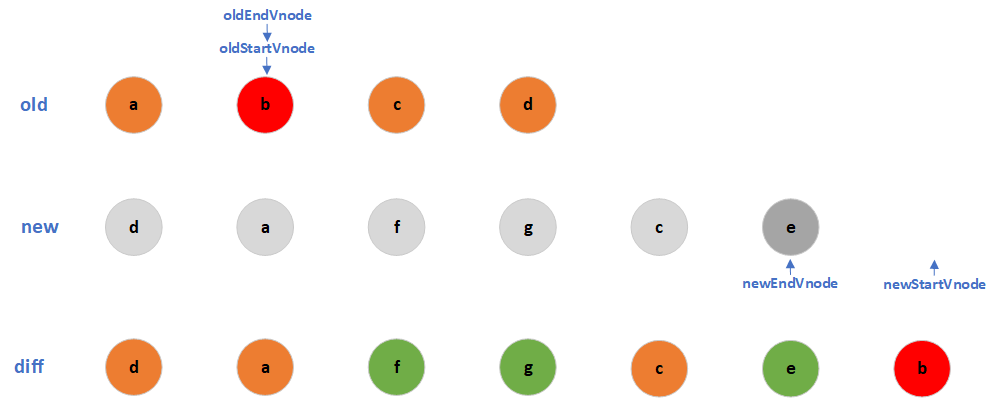 oldEndVnode
oldStartVnode
old a b c d
new d a f g c e
newEndVnode newStartVnode
diff d a f g c e b